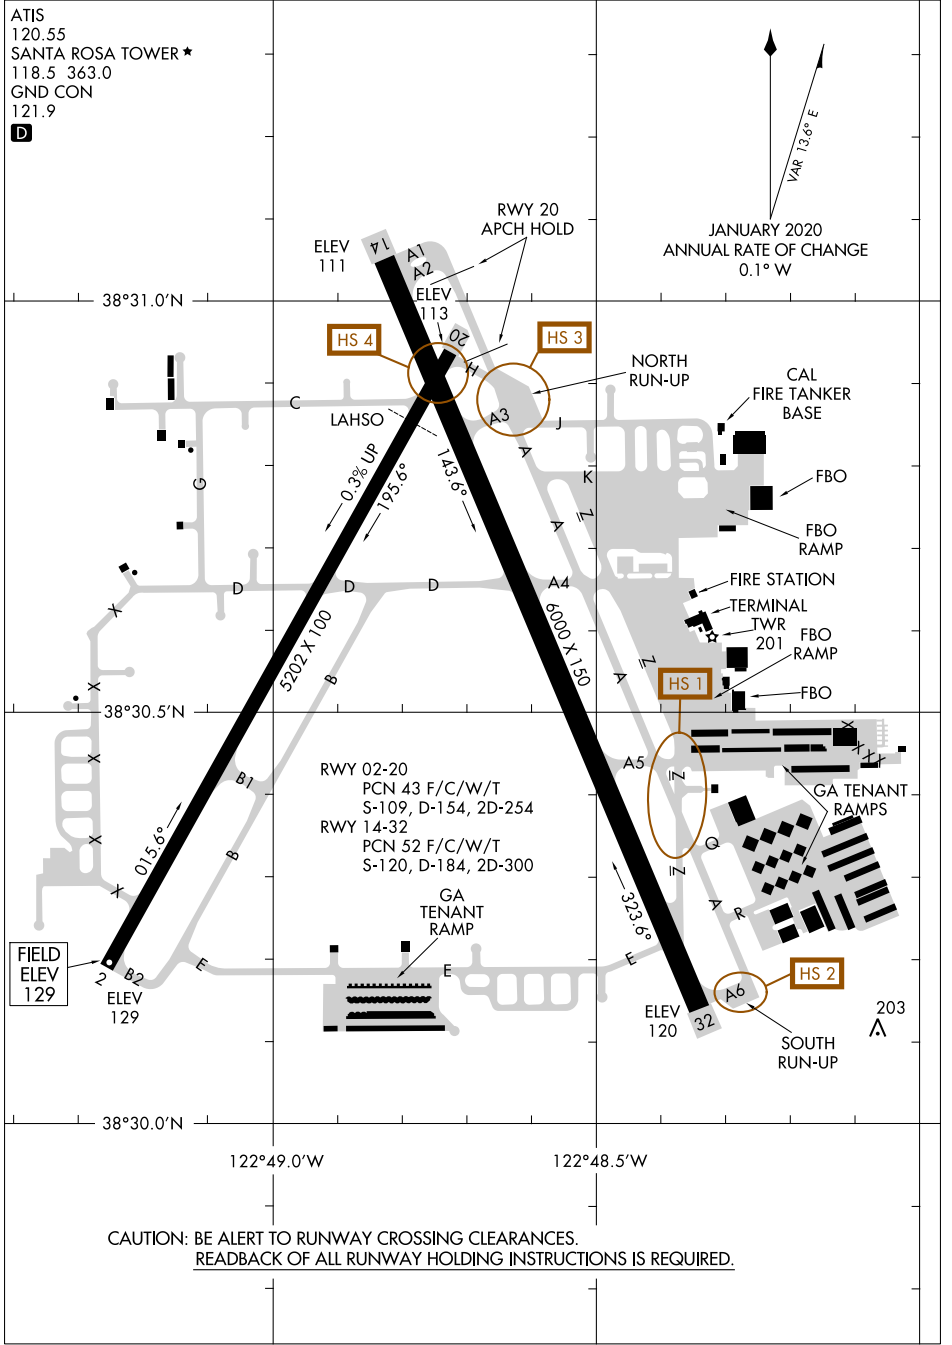 ATIS
120.55
SANTA ROSA TOWER ★
118.5 363.0
GND CON
121.9
D
VAR 13.6° E
JANUARY 2020
ANNUAL RATE OF CHANGE
0.1° W
RWY 20
APCH HOLD
ELEV
111
14
A1
A2
ELEV
113
20
38°31.0'N
HS 4
HS 3
H
NORTH
RUN-UP
CAL
FIRE TANKER
BASE
C
LAHSO
A3
J
A
0.3% UP
195.6°
143.6°
K
FBO
G
Z
A
FBO
RAMP
D
D
D
A4
FIRE STATION
TERMINAL
TWR
201
FBO
RAMP
X
5202 X 100
6000 X 150
B
A
Z
HS 1
X
FBO
38°30.5'N
X
X
X
X
X
X
RWY 02-20
PCN 43 F/C/W/T
S-109, D-154, 2D-254
RWY 14-32
PCN 52 F/C/W/T
S-120, D-184, 2D-300
A5
Z
B1
GA TENANT
RAMPS
015.6°
X
B
Q
Z
X
GA
TENANT
RAMP
323.6°
A
R
FIELD
ELEV
129
2
B2
ELEV
129
E
E
E
HS 2
A6
ELEV
120
32
SOUTH
RUN-UP
203
38°30.0'N
122°49.0'W
122°48.5'W
CAUTION: BE ALERT TO RUNWAY CROSSING CLEARANCES.
READBACK OF ALL RUNWAY HOLDING INSTRUCTIONS IS REQUIRED.